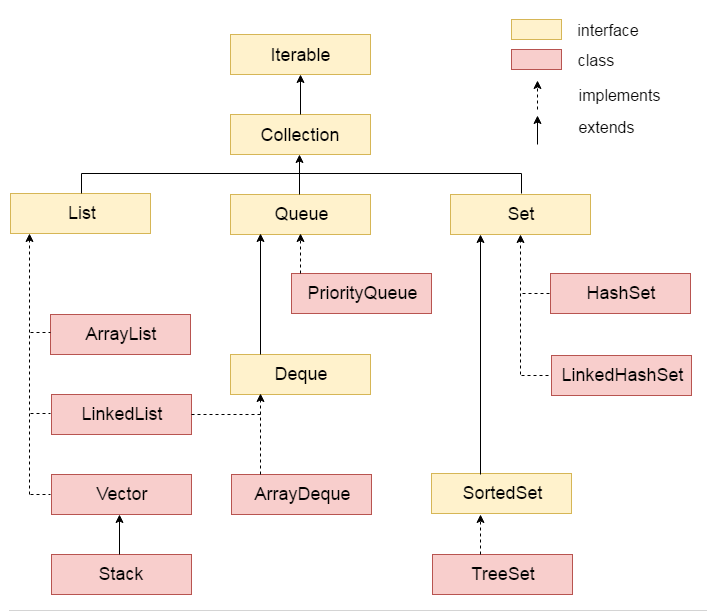 interface
Iterable
class
implements
Collection
extends
List
Queue
Set
PriorityQueue
HashSet
ArrayList
Deque
LinkedHashSet
LinkedList
Vector
ArrayDeque
SortedSet
Stack
TreeSet